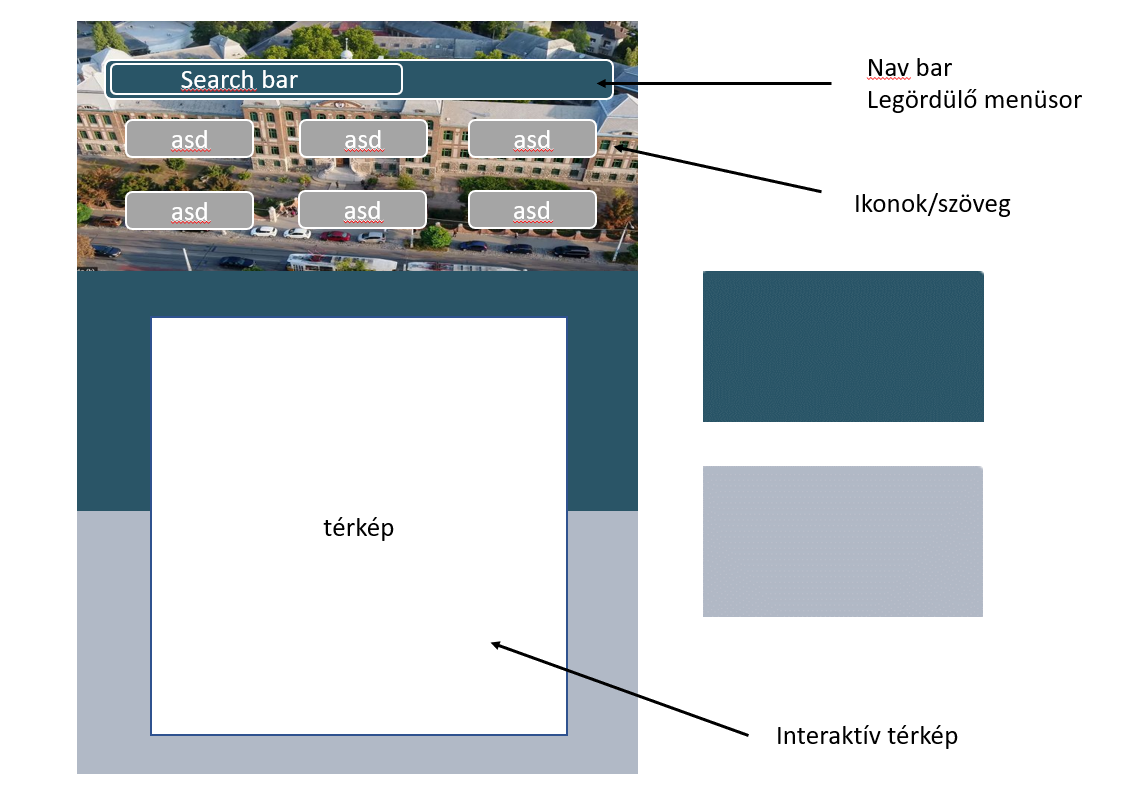 Search bar
Nav bar
Legördülő menüsor
asd asd asd
Ikonok/szöveg
asd asd asd
térkép
Interaktív térkép